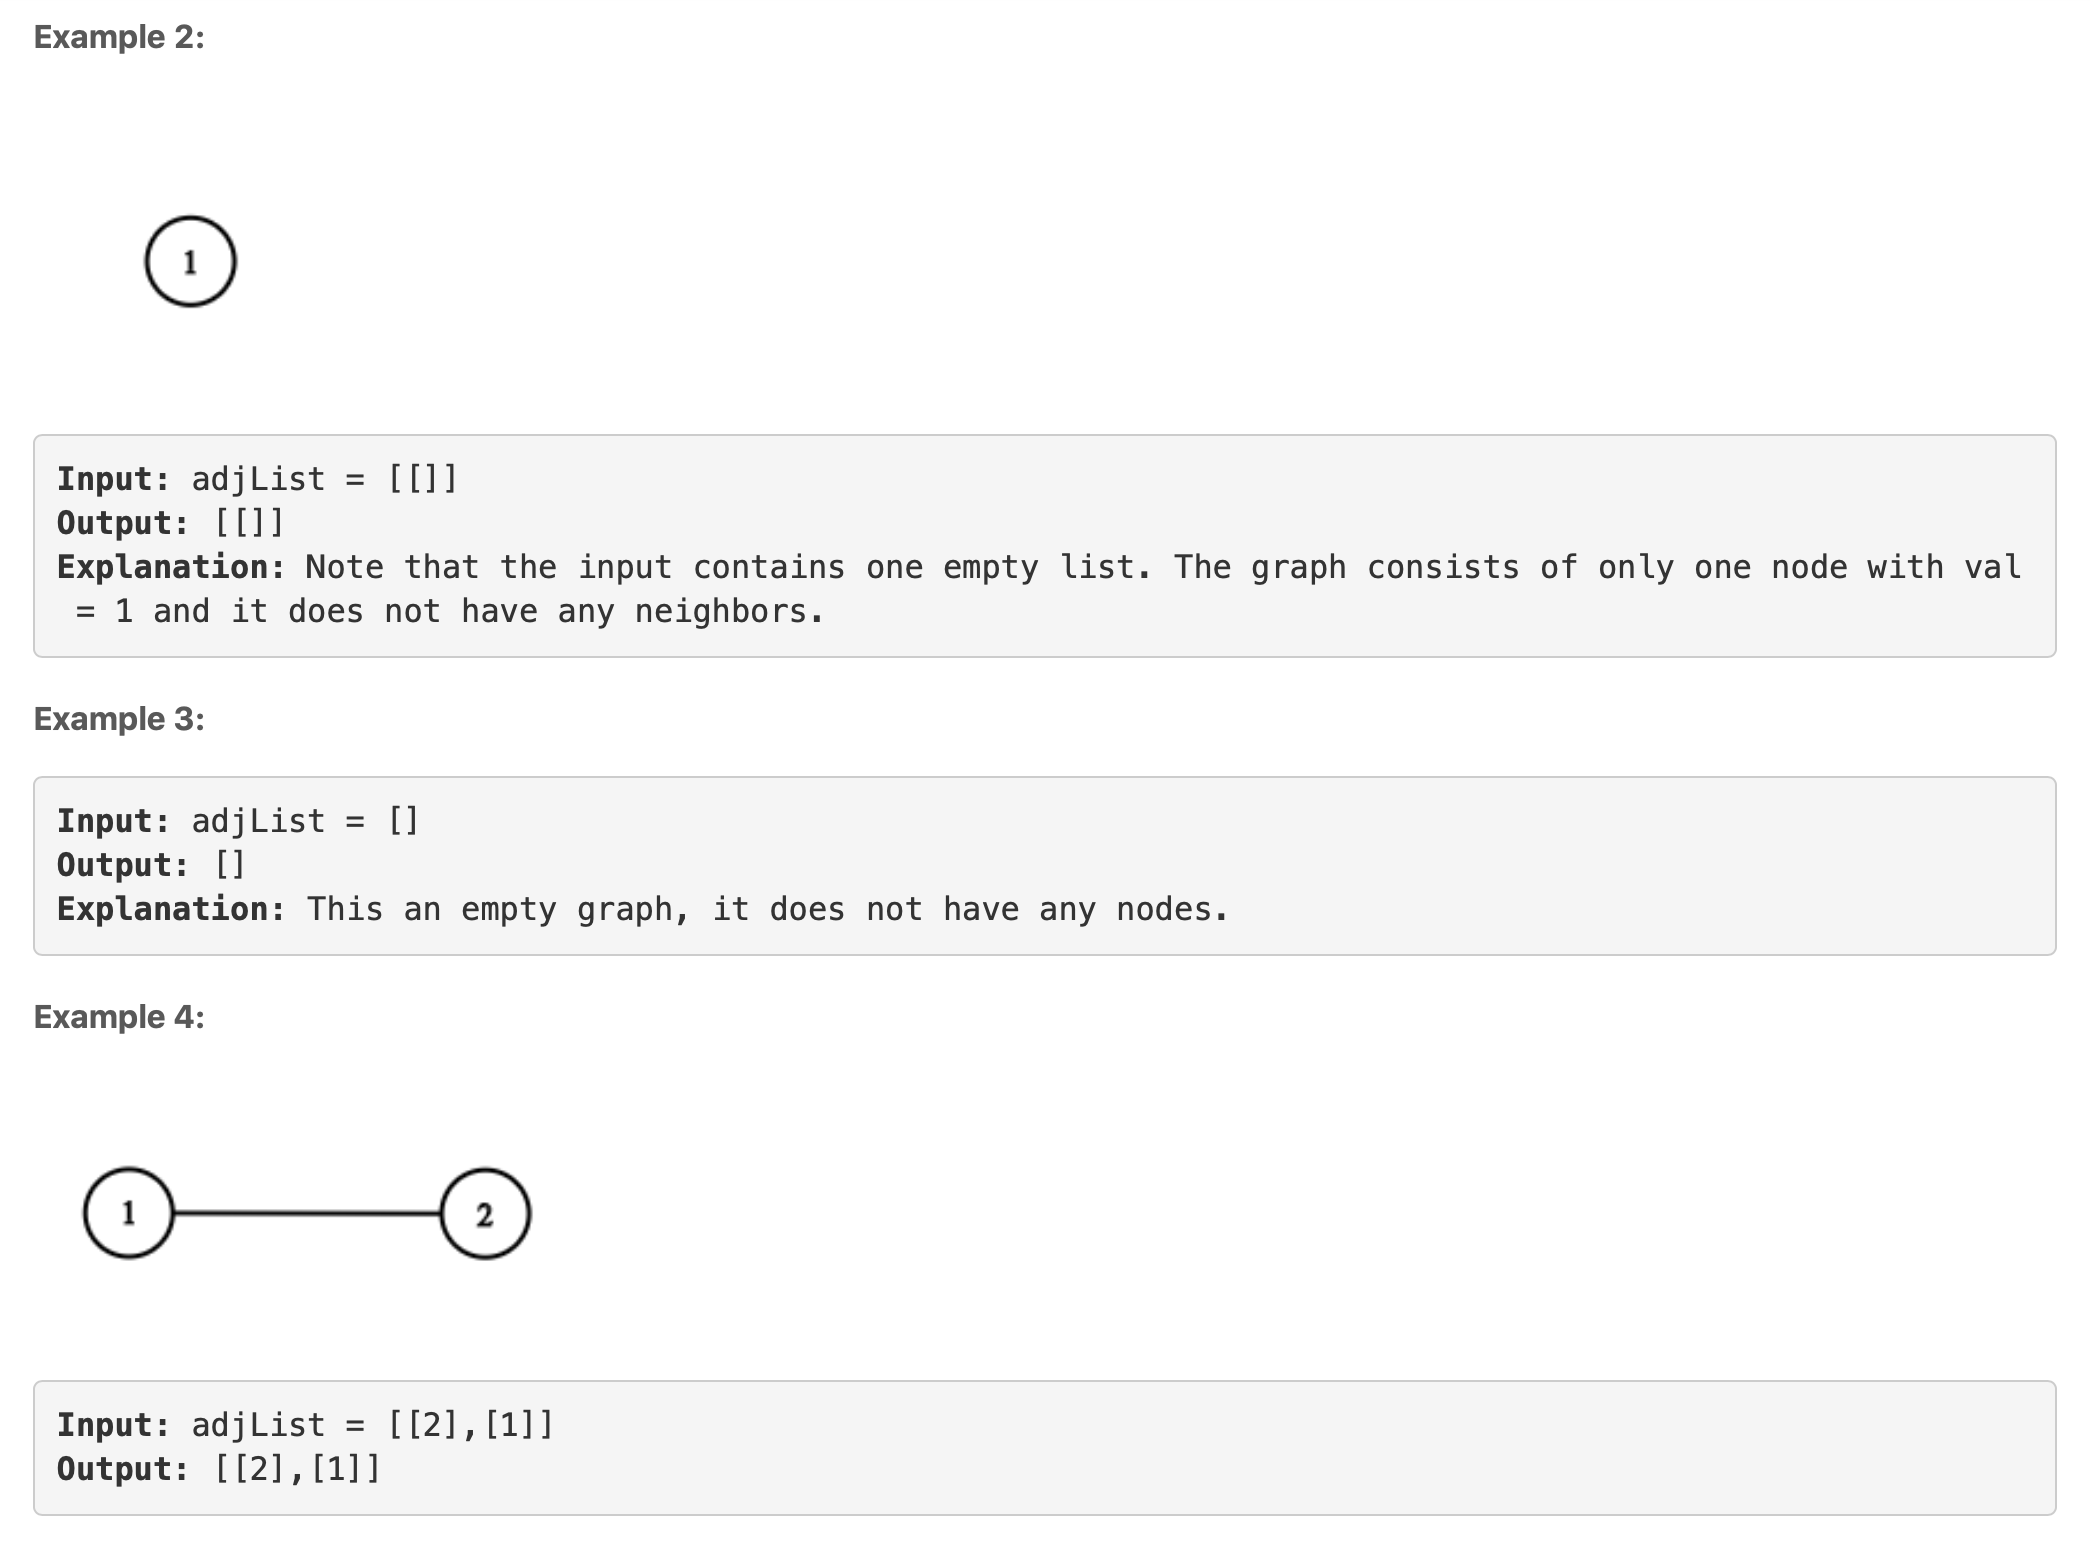 Example 2:
1
Input: adjList = [[]]
Output: [[]]
Explanation: Note that the input contains one empty list. The graph consists of only one node with val
= 1 and it does not have any neighbors.
Example 3:
Input: adjList = []
Output: []
Explanation: This an empty graph, it does not have any nodes.
Example 4:
1 2
Input: adjList = [[2],[1]]
Output: [[2],[1]]